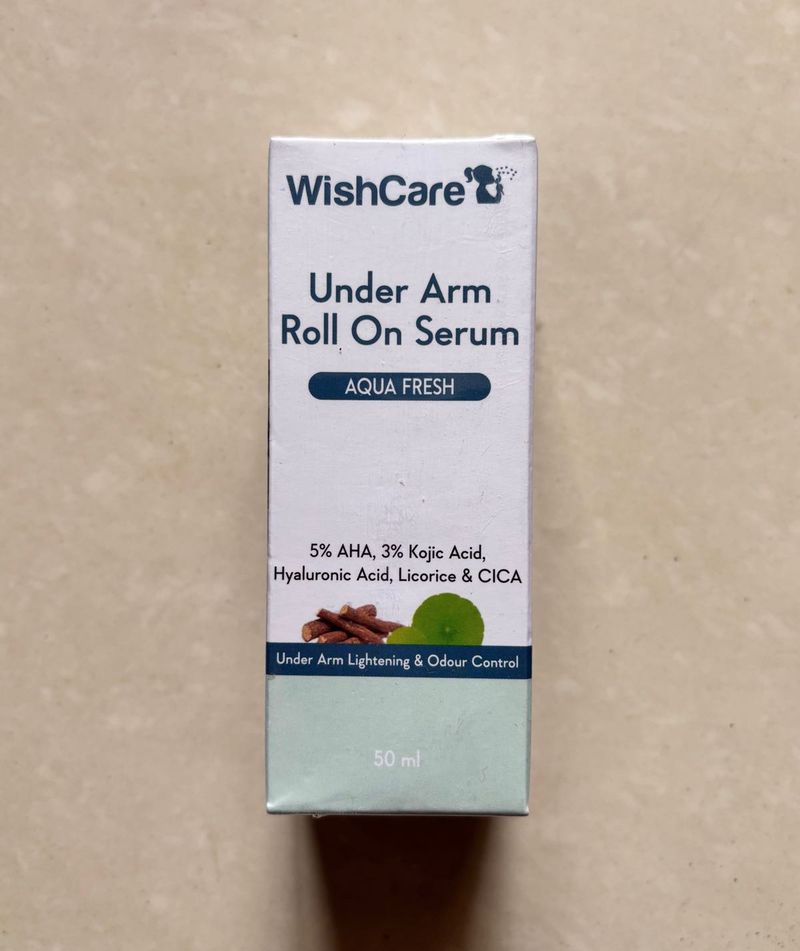 WishCare
Under Arm
Roll On Serum
AQUA FRESH
5% AHA, 3% Kojic Acid,
Hyaluronic Acid, Licorice & CICA
Under Arm Lightening & Odour Control
50 ml